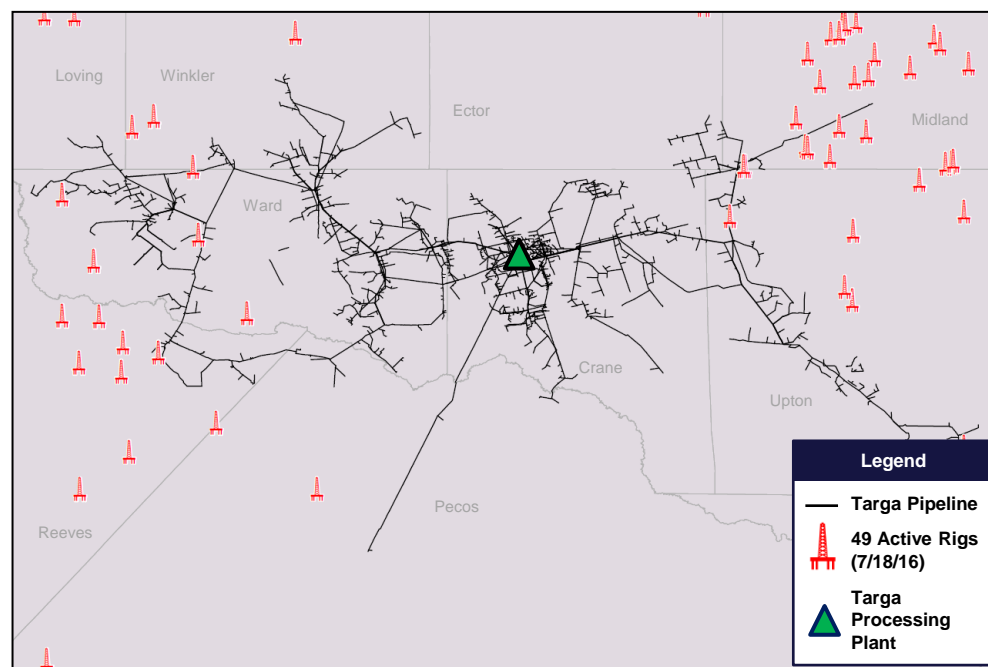 Loving
Winkler
Ector
Midland
Ward
Crane
Upton
Pecos
Reeves
Legend
Targa Pipeline
49 Active Rigs
(7/18/16)
Targa
Processing
Plant